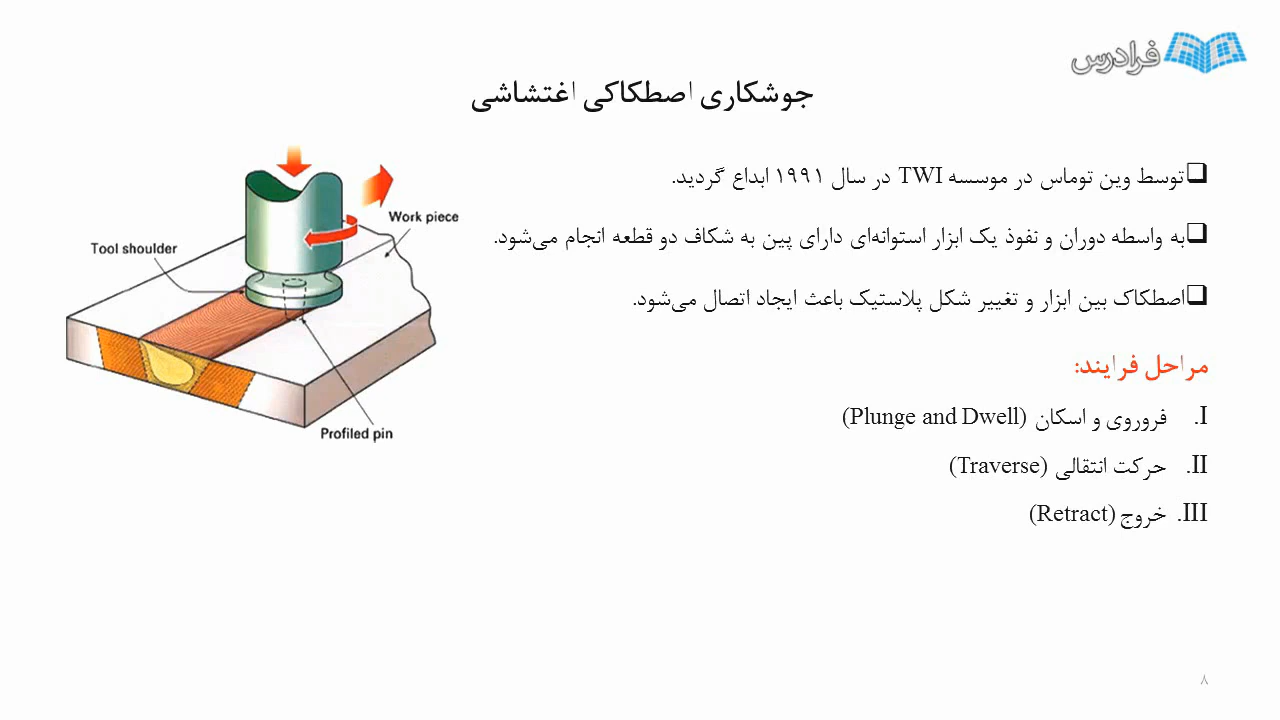 فرادرس
جوشکاری اصطکاکی اغتشاشی
❑توسط وین توماس در موسسه TWI در سال ۱۹۹۱ ابداع گردید.
❑به واسطه دوران و نفوذ یک ابزار استوانه‌ای دارای پین به شکاف دو قطعه انجام می‌شود.
❑اصطکاک بین ابزار و تغییر شکل پلاستیک باعث ایجاد اتصال می‌شود.
مراحل فرایند:
I. فروروی و اسکان (Plunge and Dwell)
II. حرکت انتقالی (Traverse)
III. خروج (Retract)
Work piece
Tool shoulder
Profiled pin
۸